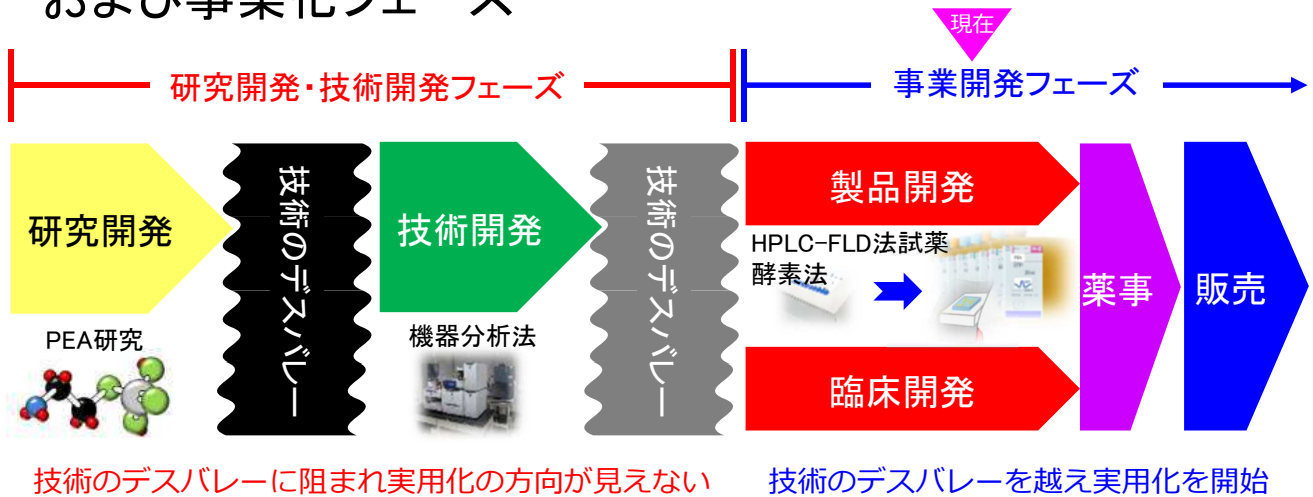 および事業化フェーズ
現在
研究開発・技術開発フェーズ
事業開発フェーズ
研究開発
技術のデスバレー
技術開発
技術のデスバレー
製品開発
HPLC-FLD法試薬
酵素法
薬事
販売
PEA研究
機器分析法
臨床開発
技術のデスバレーに阻まれ実用化の方向が見えない
技術のデスバレーを越え実用化を開始